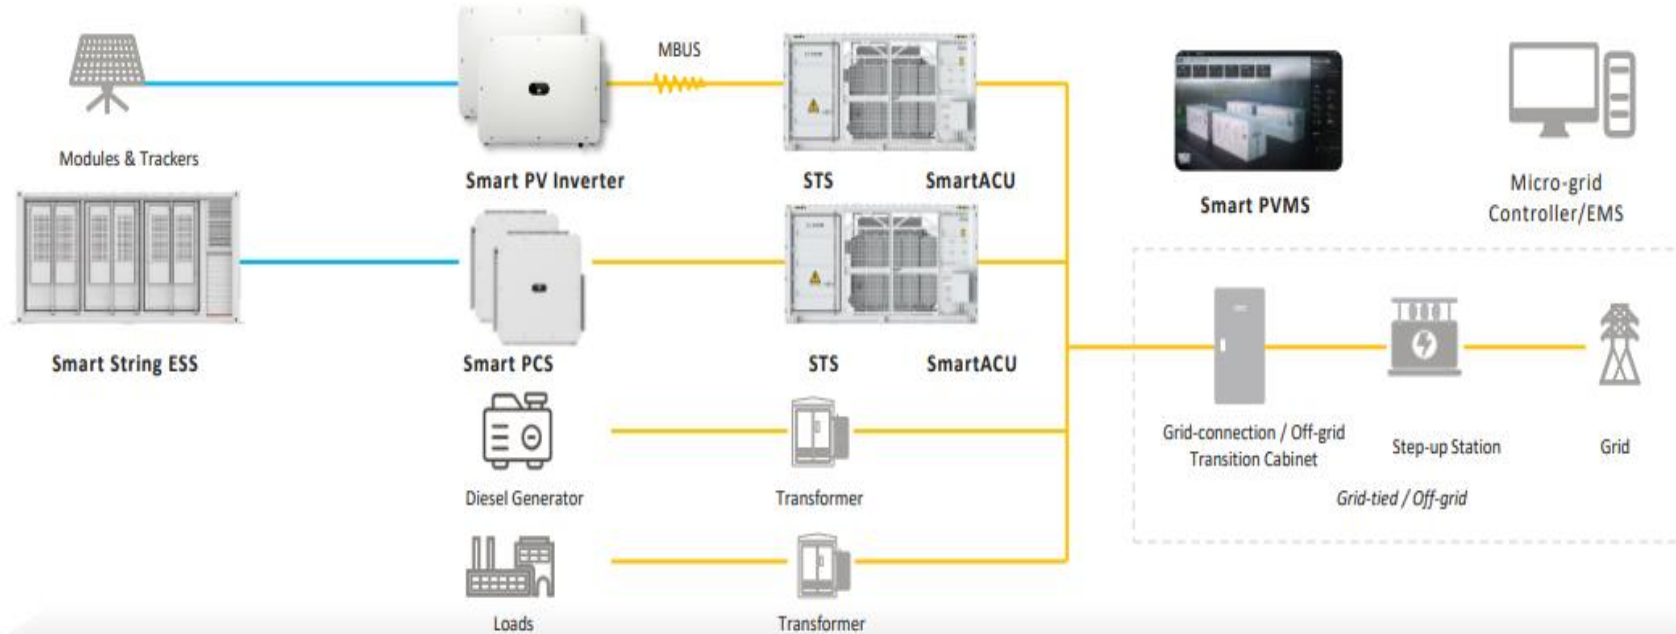 MBUS
Modules & Trackers
Smart PV Inverter
STS
SmartACU
Smart PVMS
Micro-grid
Controller/EMS
Smart String ESS
Smart PCS
STS
SmartACU
Grid-connection / Off-grid
Transition Cabinet
Step-up Station
Grid
Grid-tied / Off-grid
Diesel Generator
Transformer
Loads
Transformer